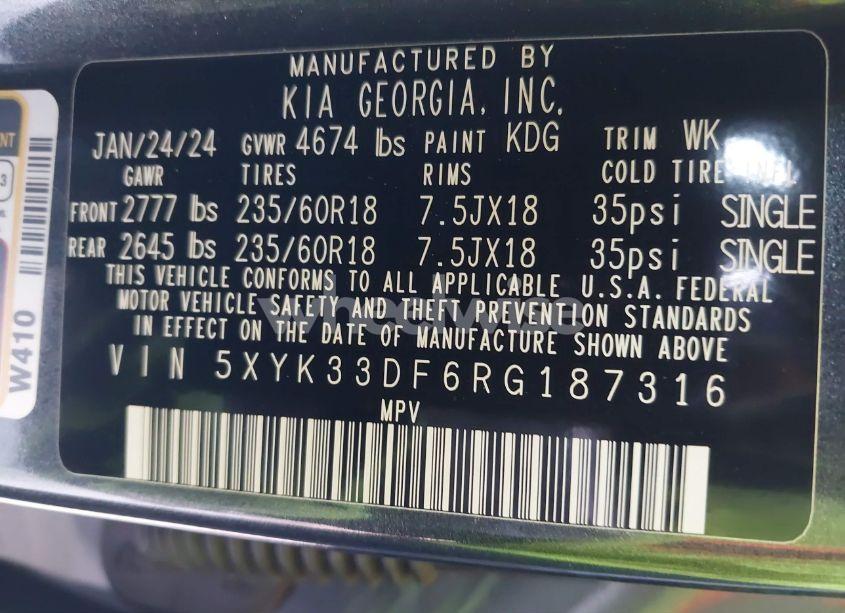 MANUFACTURED BY
KIA GEORGIA, INC.
JAN/24/24 GVWR 4674 lbs PAINT KDG TRIM WK
GAWR TIRES RIMS COLD TIRE INFL
FRONT 2777 lbs 235/60R18 7.5JX18 35psi SINGLE
REAR 2645 lbs 235/60R18 7.5JX18 35psi SINGLE
THIS VEHICLE CONFORMS TO ALL APPLICABLE U.S.A. FEDERAL
MOTOR VEHICLE SAFETY AND THEFT PREVENTION STANDARDS
IN EFFECT ON THE DATE OF MANUFACTURE SHOWN ABOVE
VIN 5XYK33DF6RG187316
MPV
W410